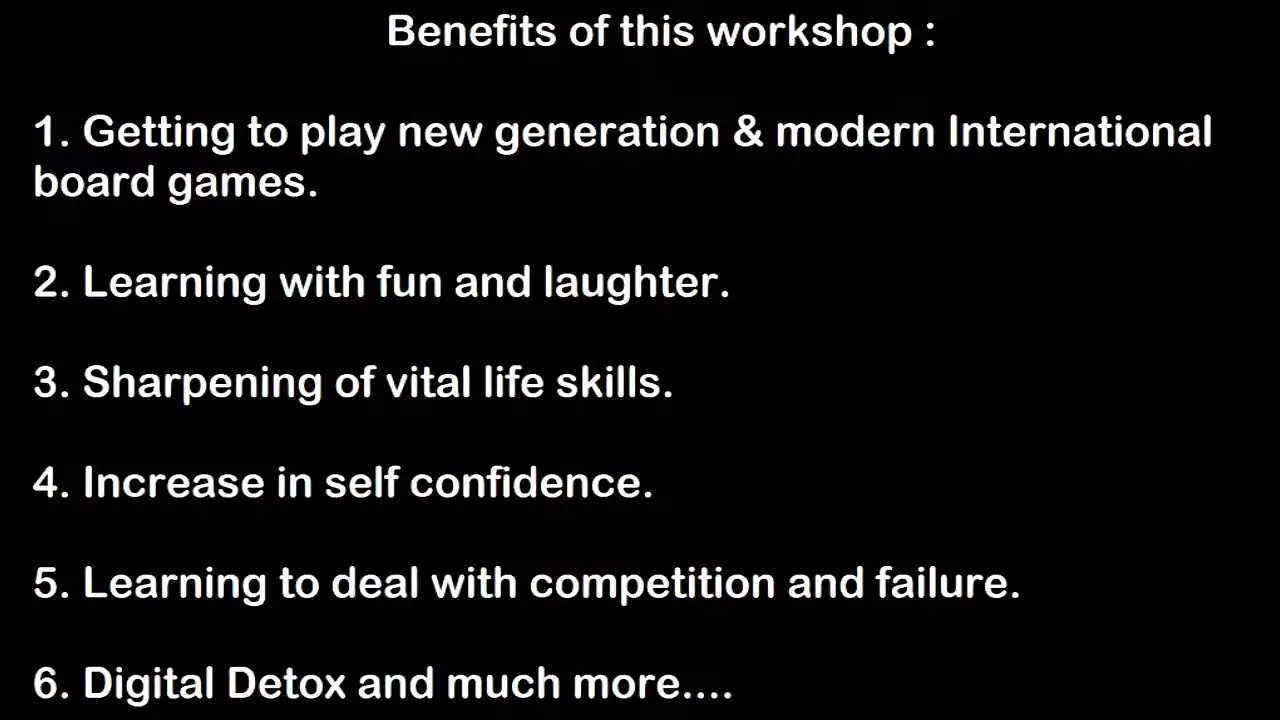 Benefits of this workshop :
1. Getting to play new generation & modern International
board games.
2. Learning with fun and laughter.
3. Sharpening of vital life skills.
4. Increase in self confidence.
5. Learning to deal with competition and failure.
6. Digital Detox and much more....